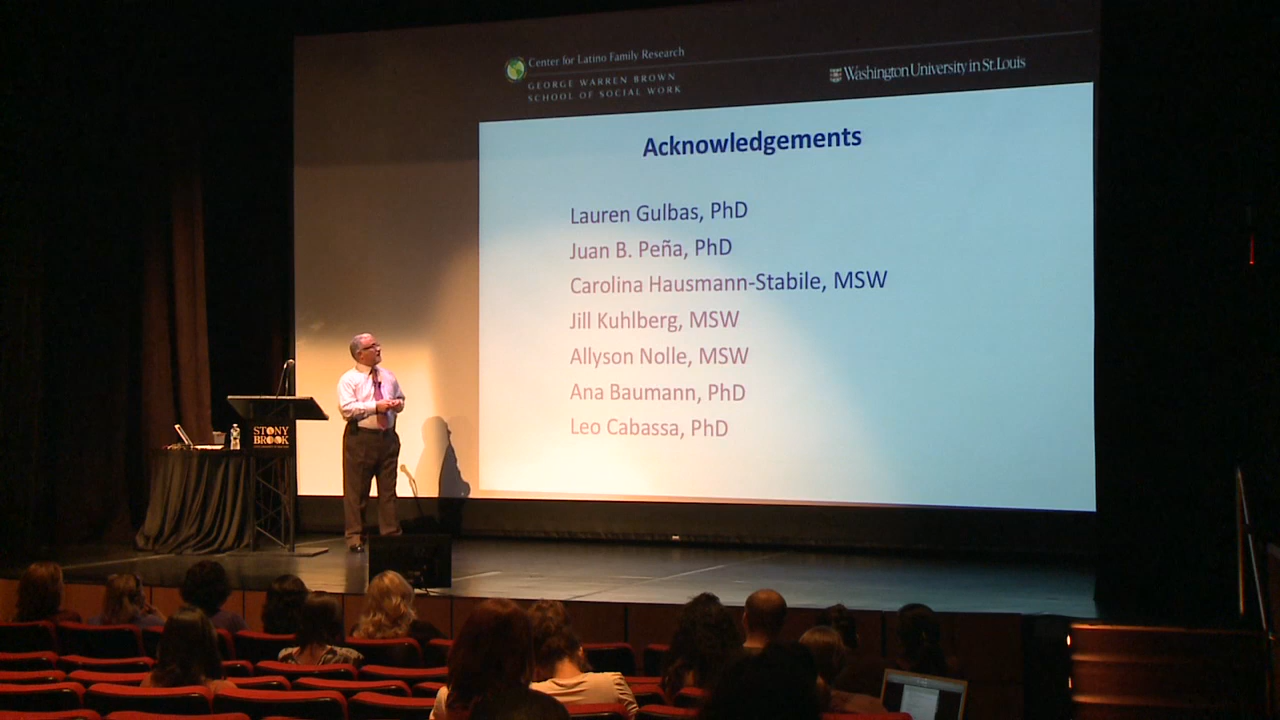 Center for Latino Family Research
GEORGE WARREN BROWN
SCHOOL OF SOCIAL WORK
Washington University in St. Louis
Acknowledgements
Lauren Gulbas, PhD
Juan B. Peña, PhD
Carolina Hausmann-Stabile, MSW
Jill Kuhlberg, MSW
Allyson Nolle, MSW
Ana Baumann, PhD
Leo Cabassa, PhD
STONY
BROOK